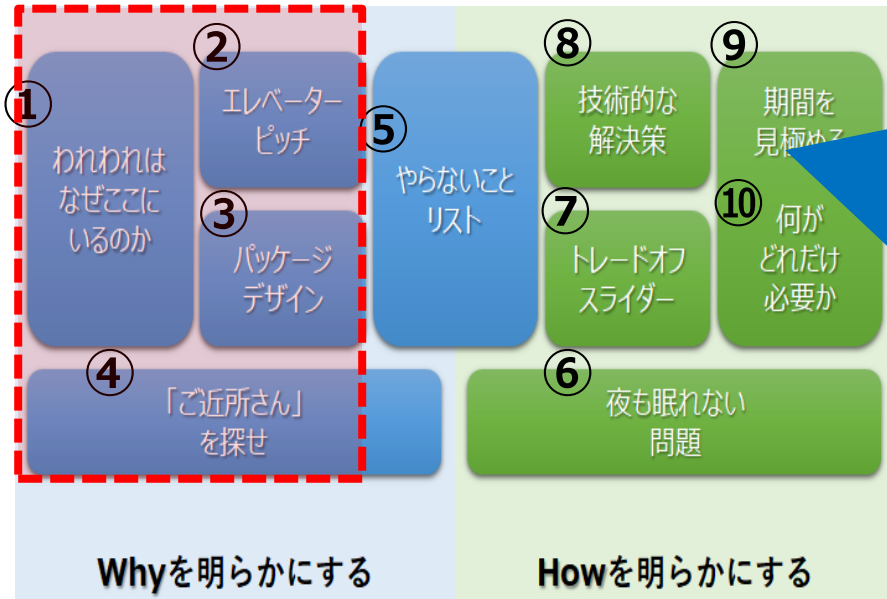 ①
われわれは
なぜここに
いるのか
②
エレベーター
ピッチ
③
パッケージ
デザイン
④
「ご近所さん」
を探せ
⑤
やらないこと
リスト
⑧
技術的な
解決策
⑦
トレードオフ
スライダー
⑨
期間を
見極める
⑩
何が
どれだけ
必要か
⑥
夜も眠れない
問題
Whyを明らかにする
Howを明らかにする